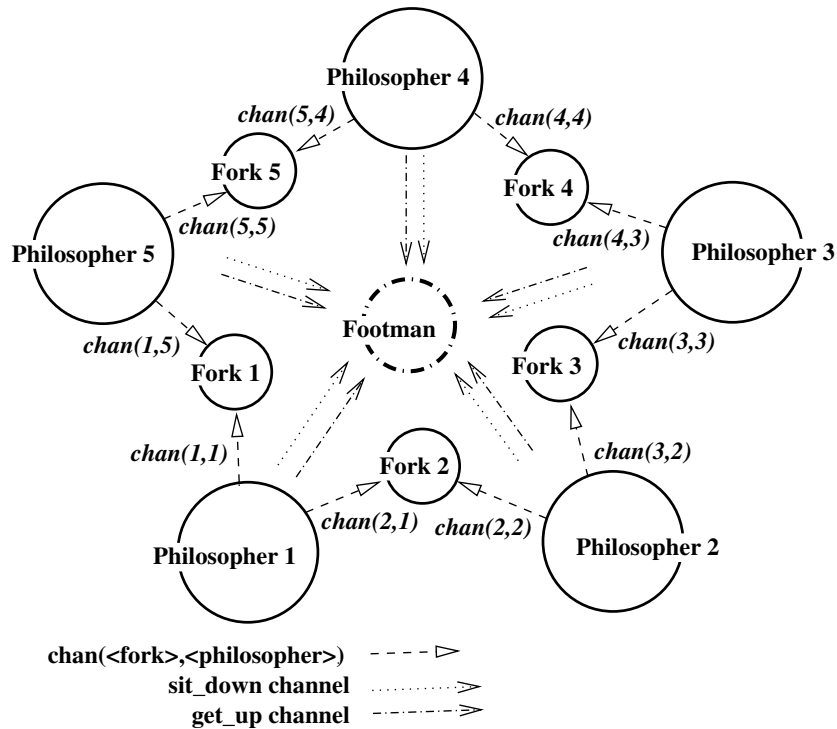 Philosopher 4
chan(5,4)
chan(4,4)
Fork 5
Fork 4
chan(5,5)
chan(4,3)
Philosopher 5
Philosopher 3
Footman
chan(1,5)
chan(3,3)
Fork 1
Fork 3
chan(1,1)
Fork 2
chan(3,2)
chan(2,1)
chan(2,2)
Philosopher 1
Philosopher 2
chan(<fork>,<philosopher>)
sit_down channel
get_up channel